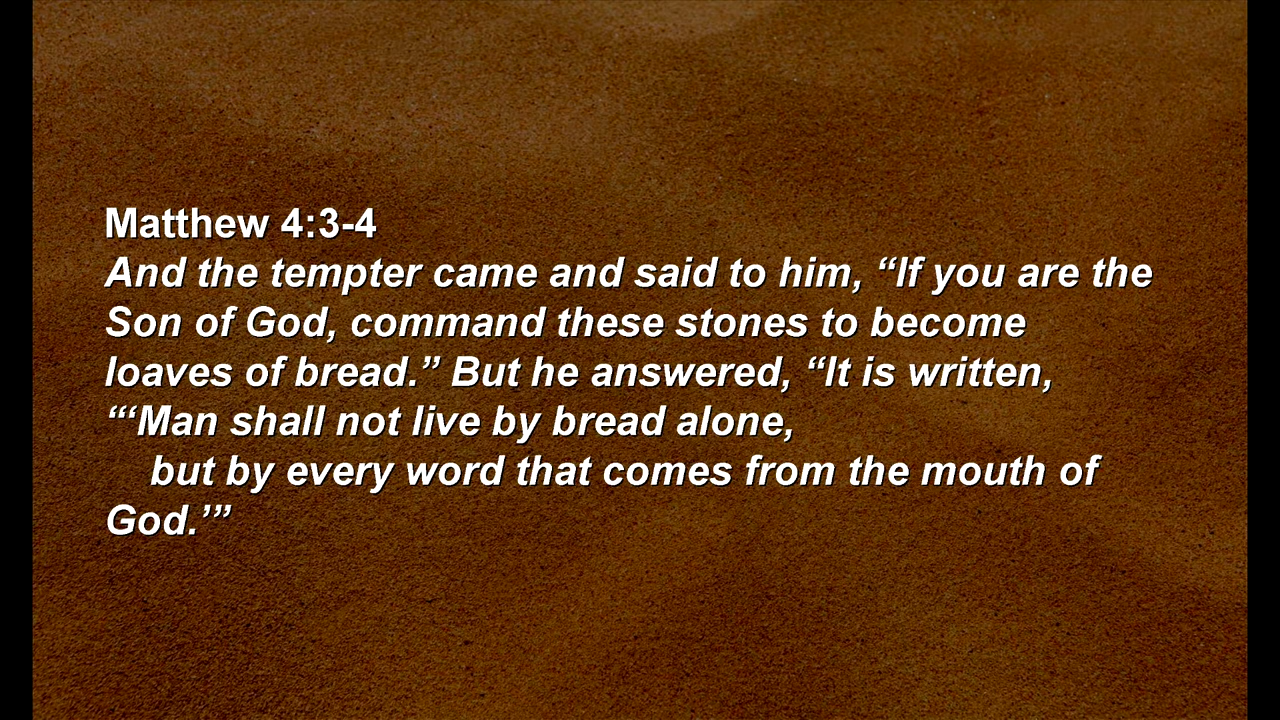 Matthew 4:3-4
And the tempter came and said to him, “If you are the
Son of God, command these stones to become
loaves of bread.” But he answered, “It is written,
“‘Man shall not live by bread alone,
but by every word that comes from the mouth of
God.’”